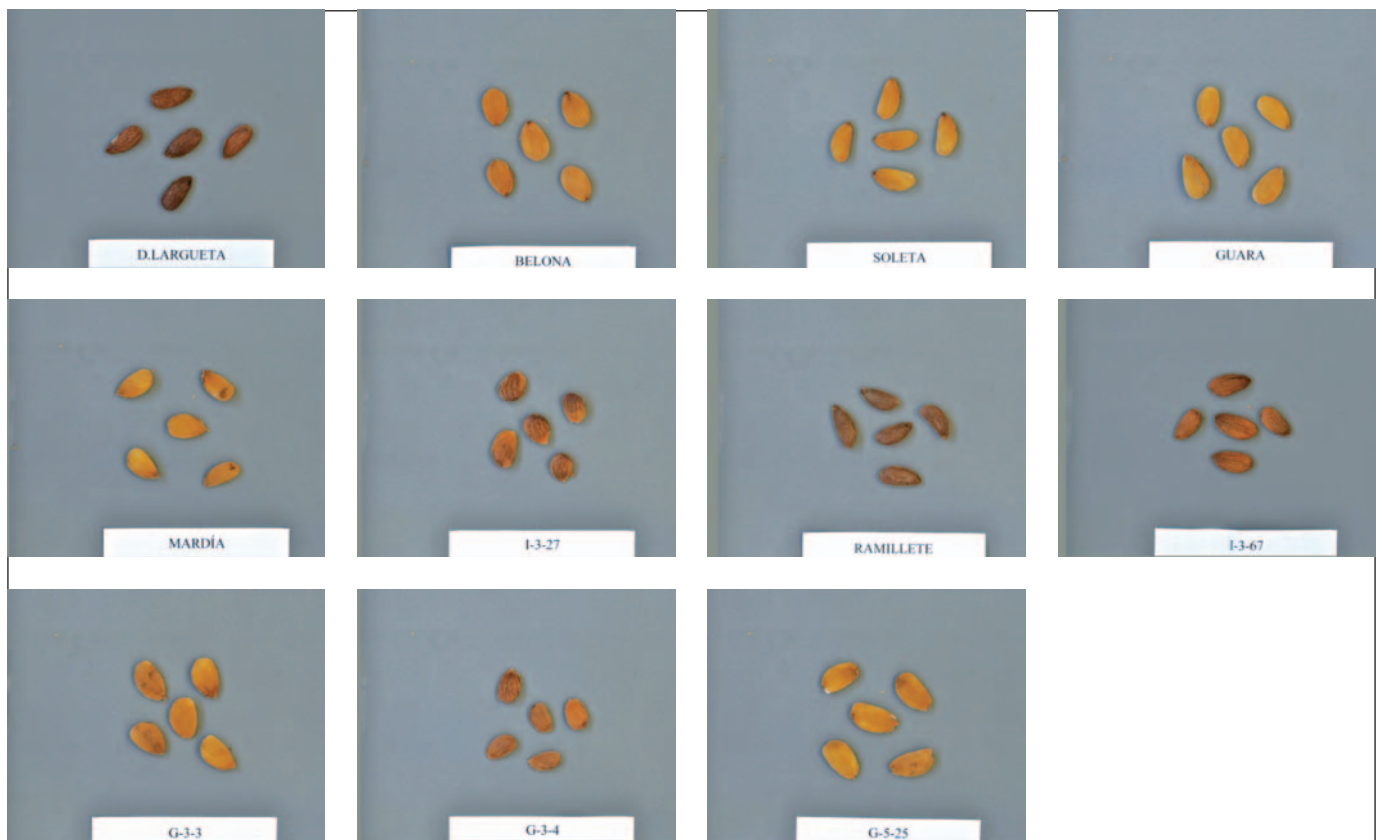 D.LARGUETA
BELONA
SOLETA
GUARA
MARDÍA
I-3-27
RAMILLETE
I-3-67
G-3-3
G-3-4
G-5-25